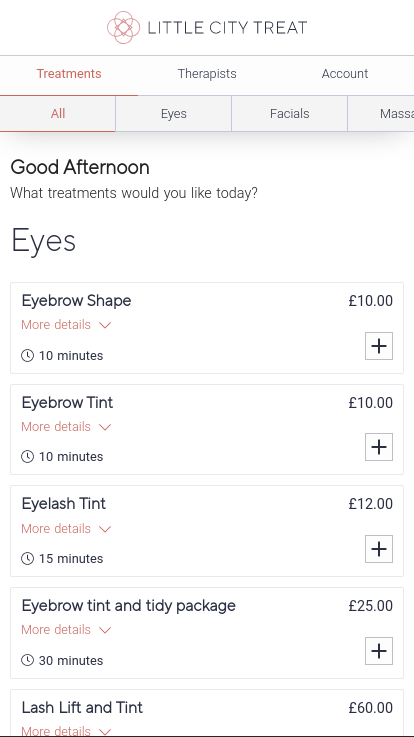 LITTLE CITY TREAT
Treatments Therapists Account
All Eyes Facials Massa
Good Afternoon
What treatments would you like today?
Eyes
Eyebrow Shape £10.00
More details
10 minutes
Eyebrow Tint £10.00
More details
10 minutes
Eyelash Tint £12.00
More details
15 minutes
Eyebrow tint and tidy package £25.00
More details
30 minutes
Lash Lift and Tint £60.00
More details